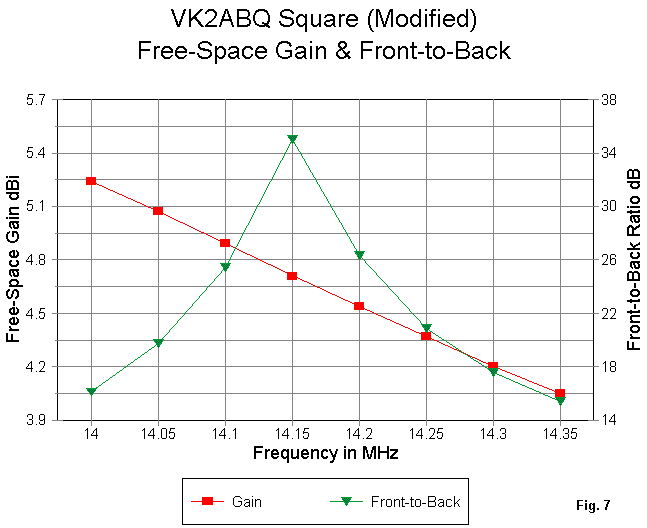 VK2ABQ Square (Modified)
Free-Space Gain & Front-to-Back
5.7
5.4
5.1
4.8
4.5
4.2
3.9
Free-Space Gain dBi
38
34
30
26
22
18
14
Front-to-Back Ratio dB
14 14.05 14.1 14.15 14.2 14.25 14.3 14.35
Frequency in MHz
Gain Front-to-Back
Fig. 7